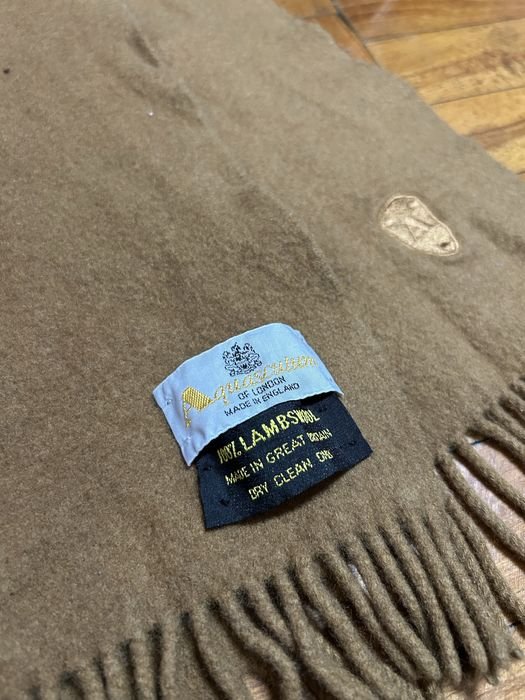 Aquascutum
OF LONDON
MADE IN ENGLAND
100% LAMBSWOOL
MADE IN GREAT BRITAIN
DRY CLEAN ONLY